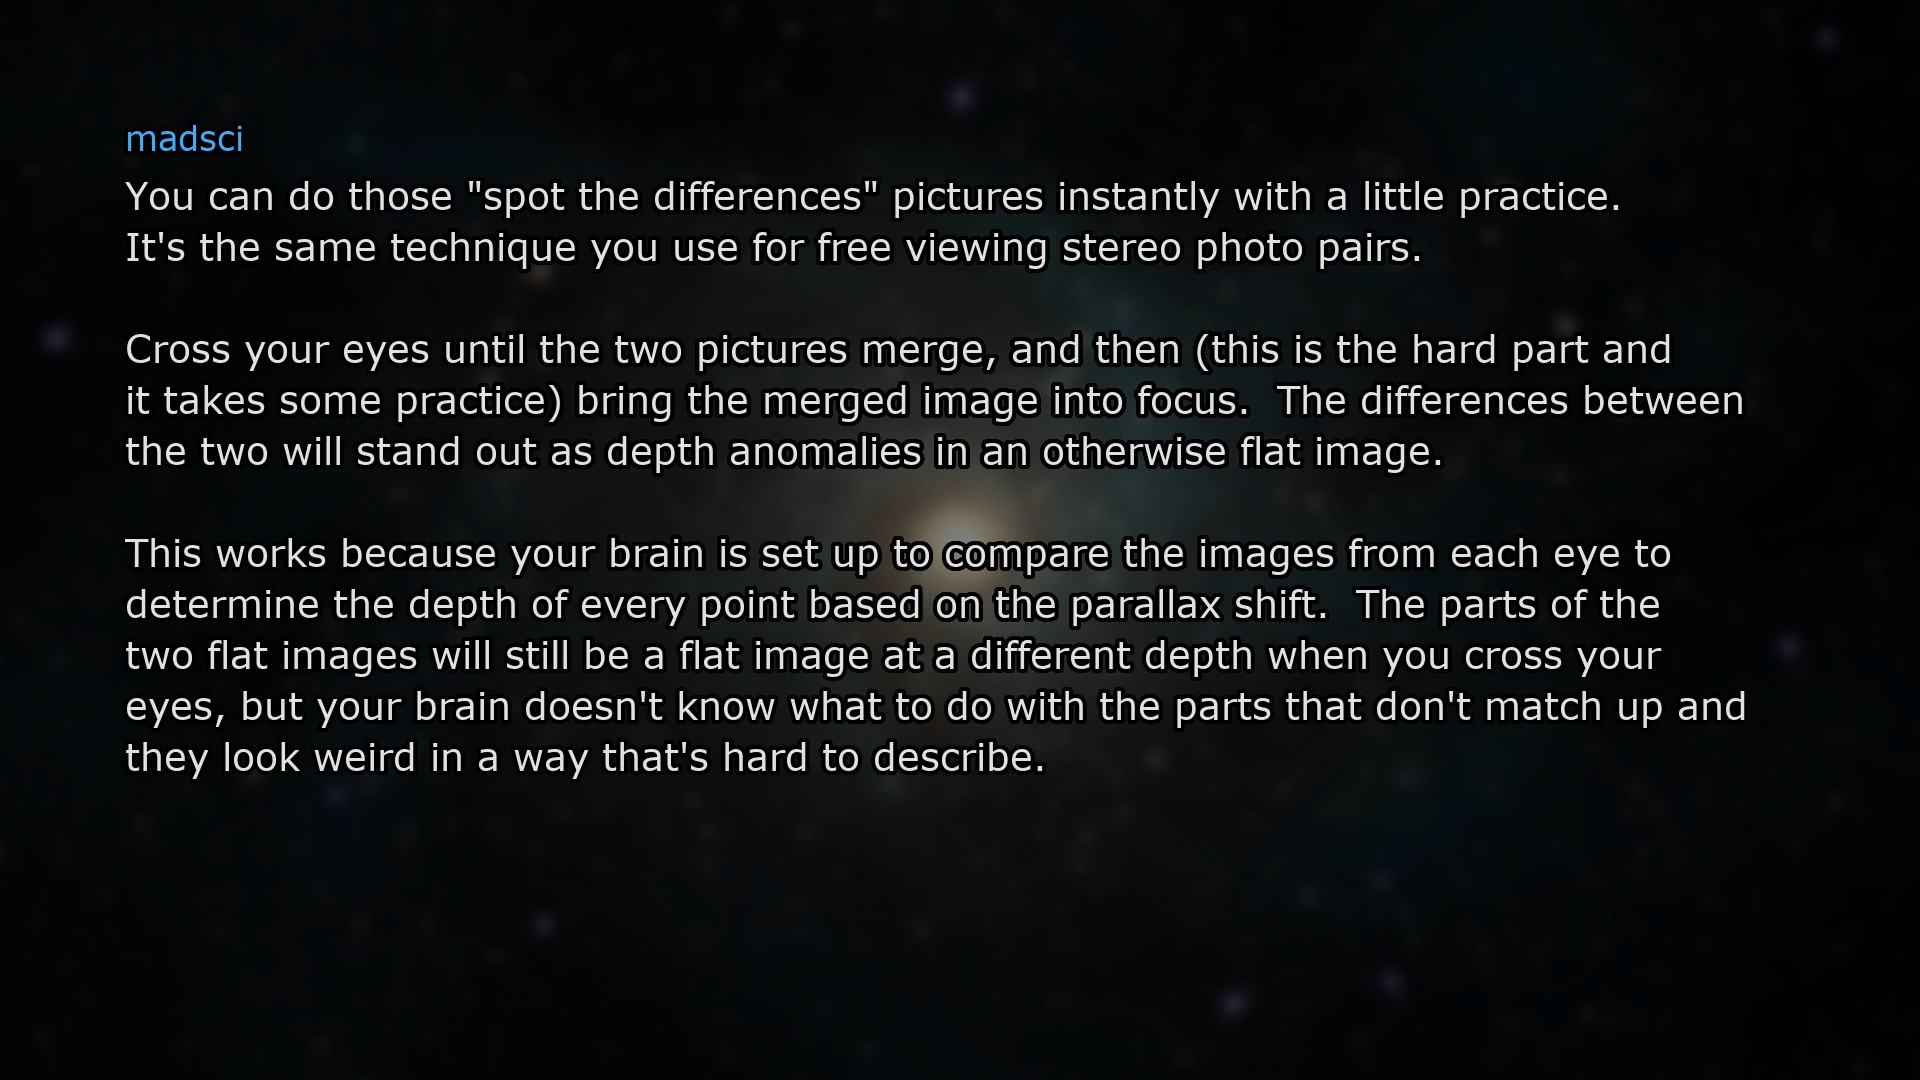 madsci
You can do those "spot the differences" pictures instantly with a little practice.
It's the same technique you use for free viewing stereo photo pairs.
Cross your eyes until the two pictures merge, and then (this is the hard part and
it takes some practice) bring the merged image into focus.  The differences between
the two will stand out as depth anomalies in an otherwise flat image.
This works because your brain is set up to compare the images from each eye to
determine the depth of every point based on the parallax shift.  The parts of the
two flat images will still be a flat image at a different depth when you cross your
eyes, but your brain doesn't know what to do with the parts that don't match up and
they look weird in a way that's hard to describe.